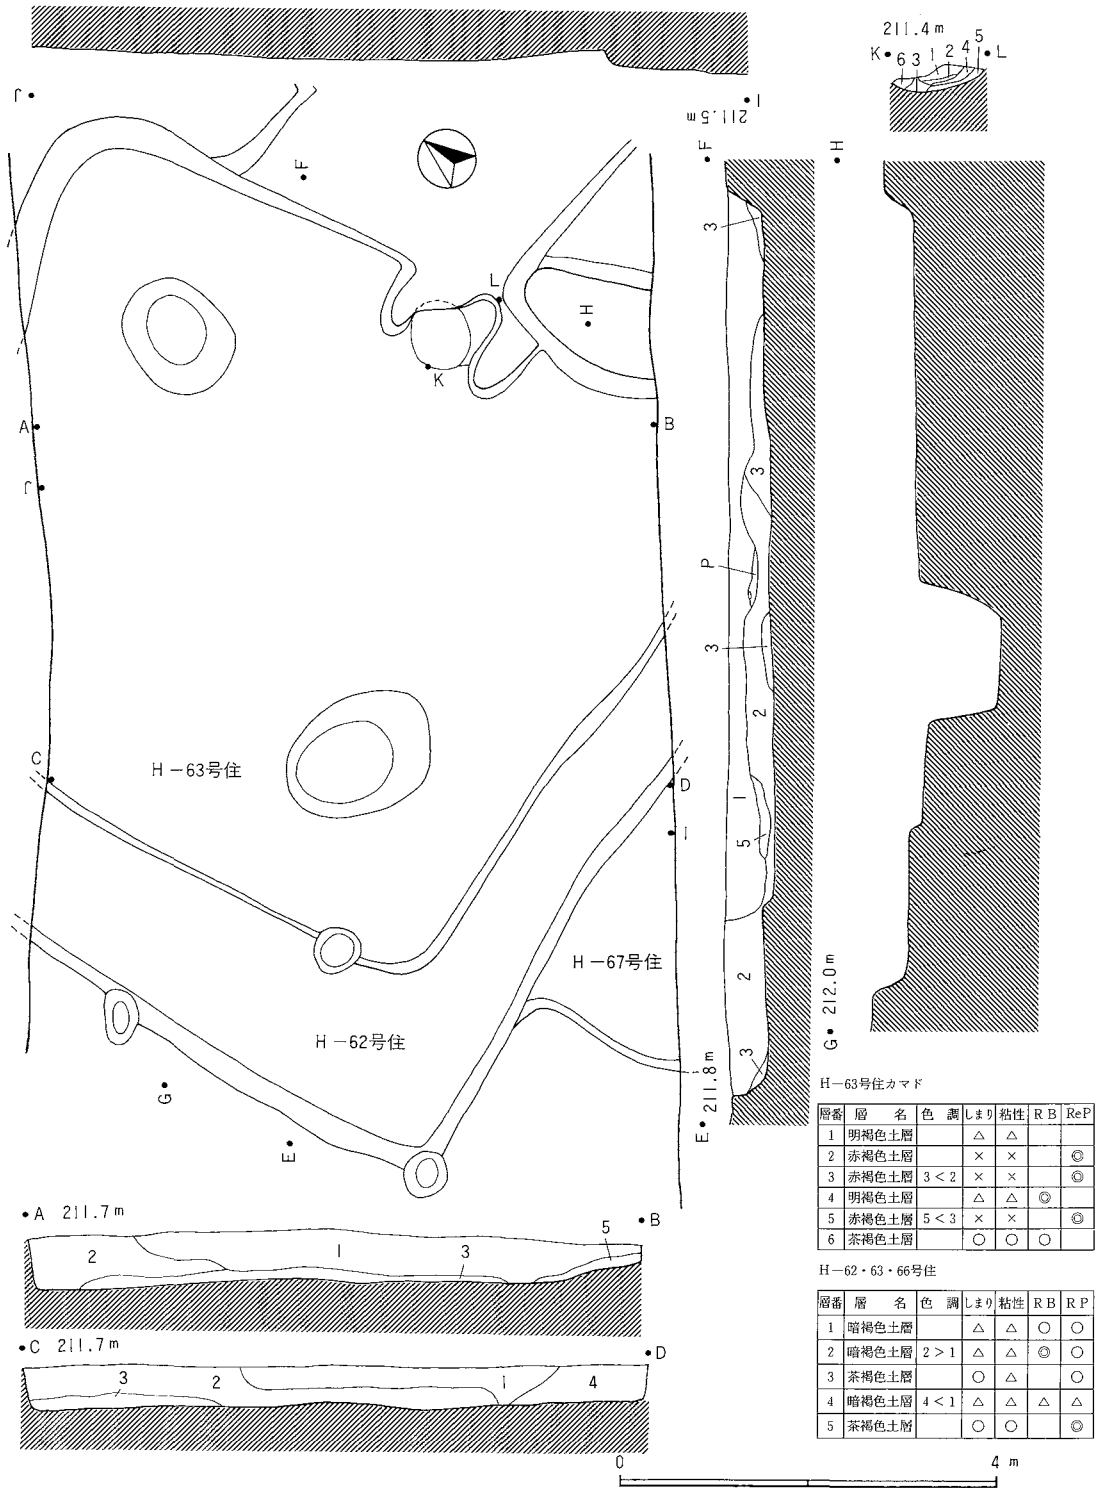 211.4m
K 6 3 1 2 4 5 L
J
I
211.5m
F
F
H
3
L
H
K
A
B
J
3
P
3
2
C
H－63号住
D
1
I
5
H－67号住
2
H－62号住
G 212.0m
3
G
E 211.8m
E
H－63号住カマド
層番 層名 色調 しまり 粘性 RB ReP
1 明褐色土層 △ △
2 赤褐色土層 × × ◎
3 赤褐色土層 3＜2 × × ◎
4 明褐色土層 △ △ ◎
5 赤褐色土層 5＜3 × × ◎
6 茶褐色土層 ○ ○ ○
A 211.7m B
2 1 3 5
H－62・63・66号住
層番 層名 色調 しまり 粘性 RB RP
1 暗褐色土層 △ △ ○ ○
2 暗褐色土層 2＞1 △ △ ◎ ○
3 茶褐色土層 ○ △ ○
4 暗褐色土層 4＜1 △ △ △ △
5 茶褐色土層 ○ ○ ◎
C 211.7m D
3 2 1 4
0 4 m